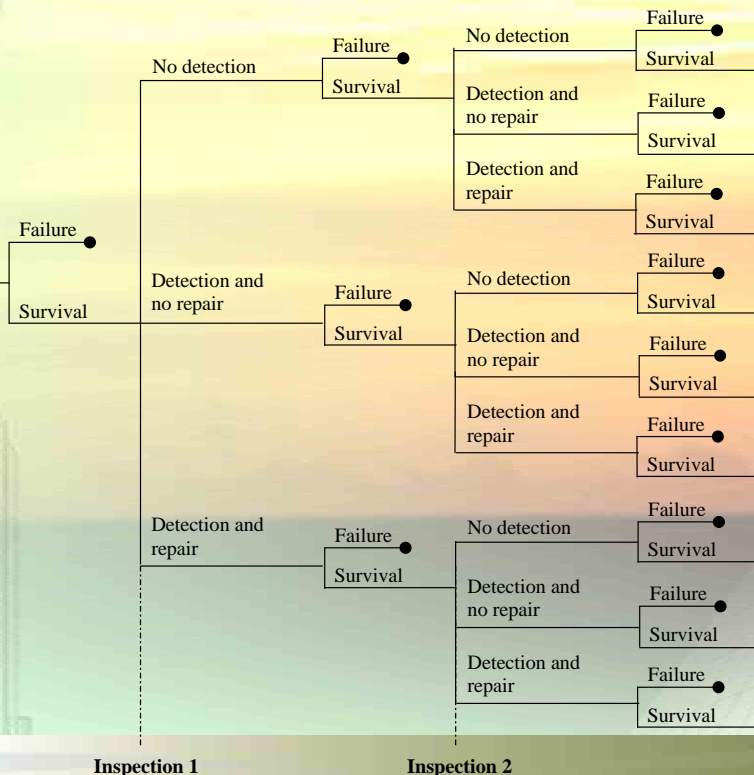 Failure
No detection
Failure
Survival
No detection
Failure
Survival
Detection and
no repair
Failure
Survival
Detection and
repair
Failure
Survival
Failure
Survival
Detection and
no repair
Failure
Survival
No detection
Failure
Survival
Detection and
no repair
Failure
Survival
Detection and
repair
Failure
Survival
Detection and
repair
Failure
Survival
No detection
Failure
Survival
Detection and
no repair
Failure
Survival
Detection and
repair
Failure
Survival
Inspection 1
Inspection 2